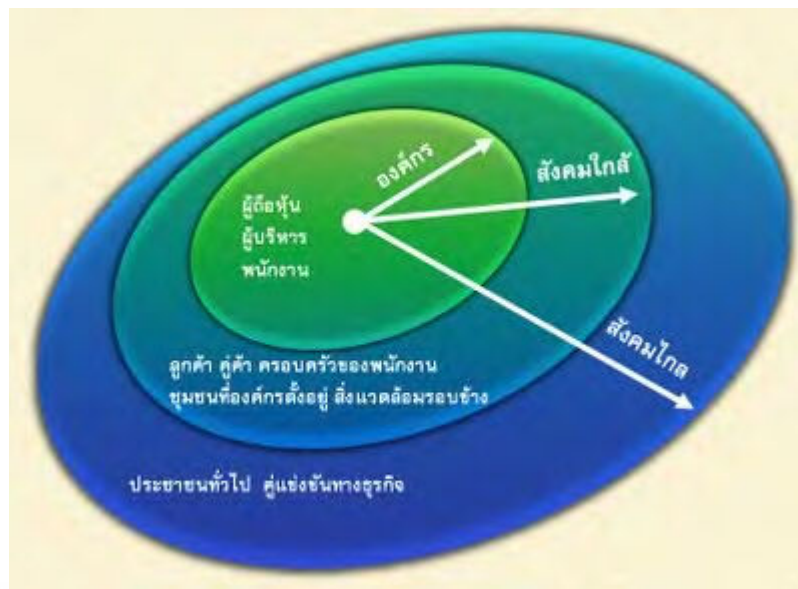 องค์กร
สังคมใกล้
ผู้ถือหุ้น
ผู้บริหาร
พนักงาน
สังคมไกล
ลูกค้า คู่ค้า ครอบครัวของพนักงาน
ชุมชนที่องค์กรตั้งอยู่ สิ่งแวดล้อมรอบข้าง
ประชาชนทั่วไป คู่แข่งขันทางธุรกิจ